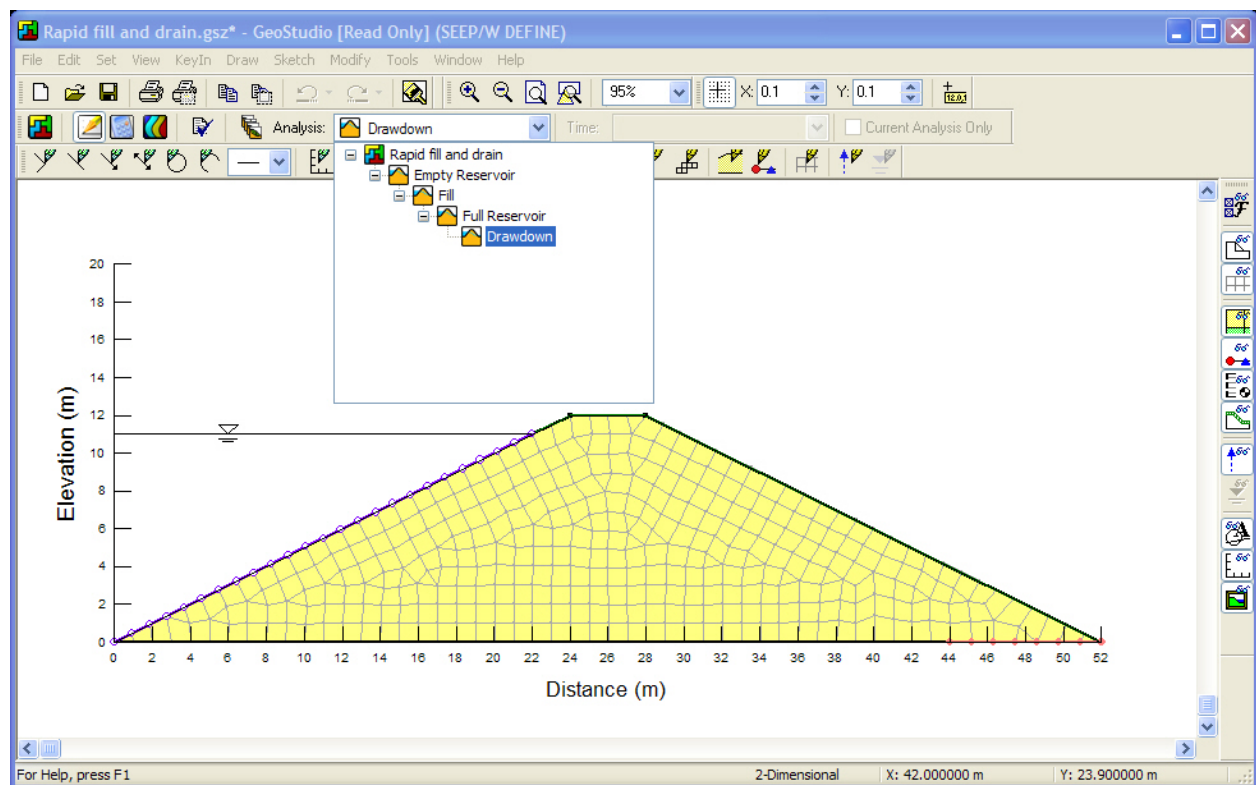 Rapid fill and drain.gsz* - GeoStudio [Read Only] (SEEP/W DEFINE)
File Edit Set View KeyIn Draw Sketch Modify Tools Window Help
95% X: 0.1 Y: 0.1 12.0,1
Analysis: Drawdown Time: Current Analysis Only
Rapid fill and drain
Empty Reservoir
Fill
Full Reservoir
Drawdown
20
18
16
14
12
10
8
6
4
2
0
Elevation (m)
0 2 4 6 8 10 12 14 16 18 20 22 24 26 28 30 32 34 36 38 40 42 44 46 48 50 52
Distance (m)
For Help, press F1 2-Dimensional X: 42.000000 m Y: 23.900000 m